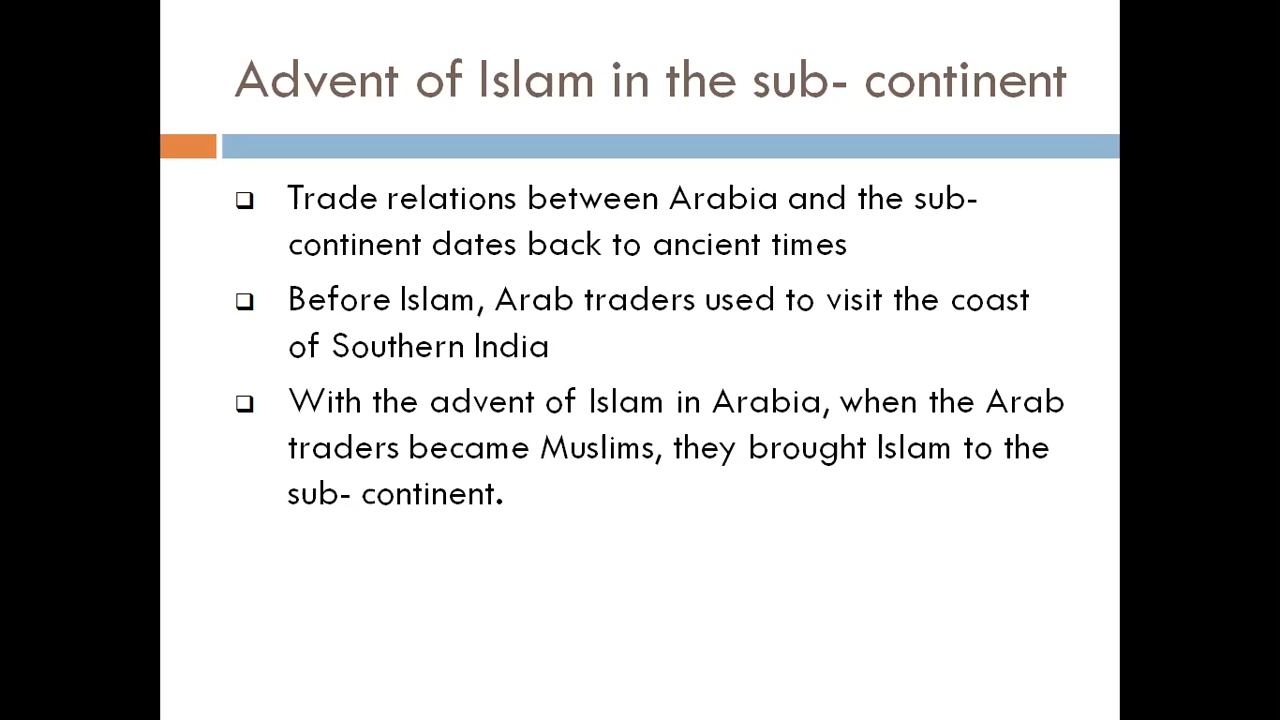 Advent of Islam in the sub- continent
❑ Trade relations between Arabia and the sub-
continent dates back to ancient times
❑ Before Islam, Arab traders used to visit the coast
of Southern India
❑ With the advent of Islam in Arabia, when the Arab
traders became Muslims, they brought Islam to the
sub- continent.